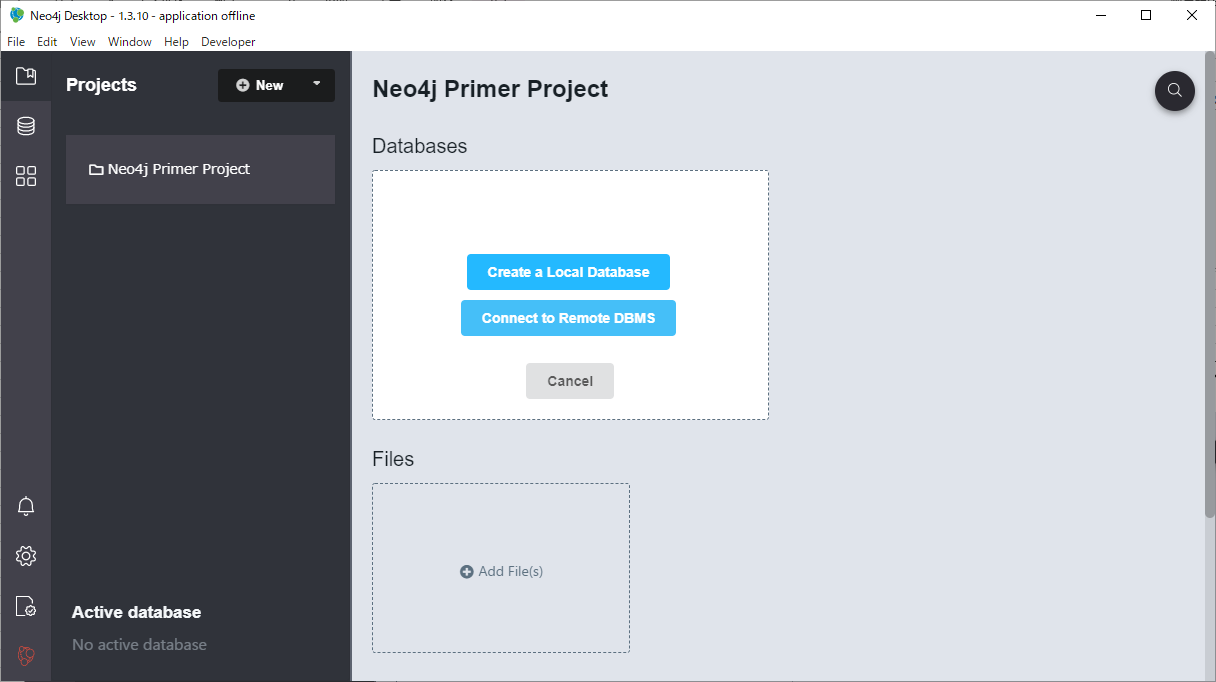 Neo4j Desktop - 1.3.10 - application offline
File Edit View Window Help Developer
Projects
New
Neo4j Primer Project
Active database
No active database
Neo4j Primer Project
Databases
Create a Local Database
Connect to Remote DBMS
Cancel
Files
Add File(s)